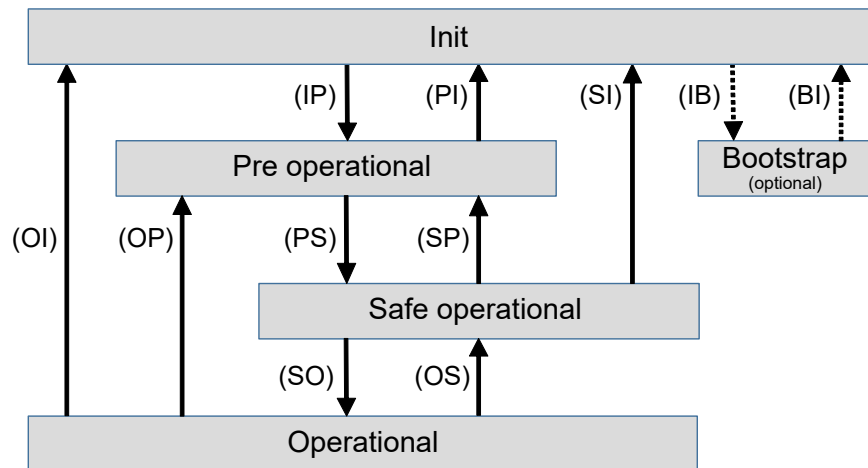 Init
(IP) (PI) (SI) (IB) (BI)
Pre operational
Bootstrap
(optional)
(OI) (OP) (PS) (SP)
Safe operational
(SO) (OS)
Operational